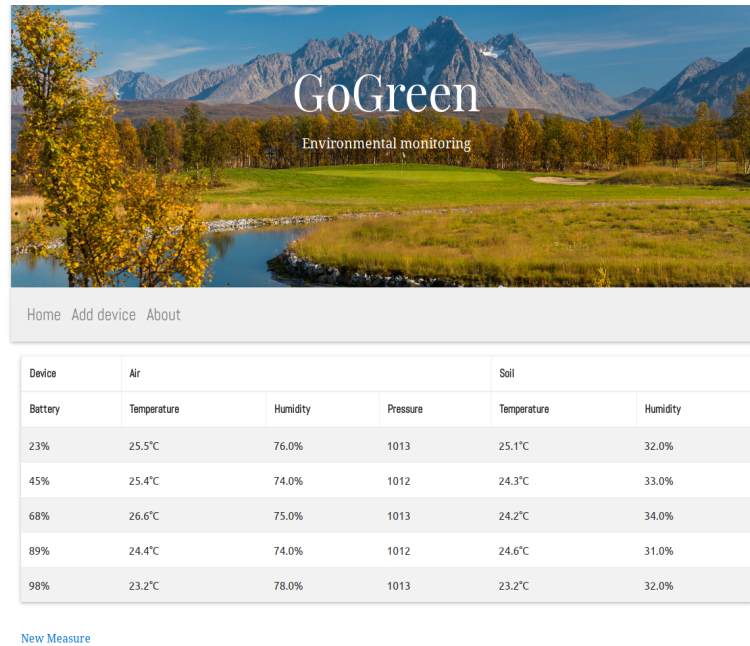 GoGreen
Environmental monitoring
Home Add device About
Device Air Soil
Battery Temperature Humidity Pressure Temperature Humidity
23% 25.5°C 76.0% 1013 25.1°C 32.0%
45% 25.4°C 74.0% 1012 24.3°C 33.0%
68% 26.6°C 75.0% 1013 24.2°C 34.0%
89% 24.4°C 74.0% 1012 24.6°C 31.0%
98% 23.2°C 78.0% 1013 23.2°C 32.0%
New Measure